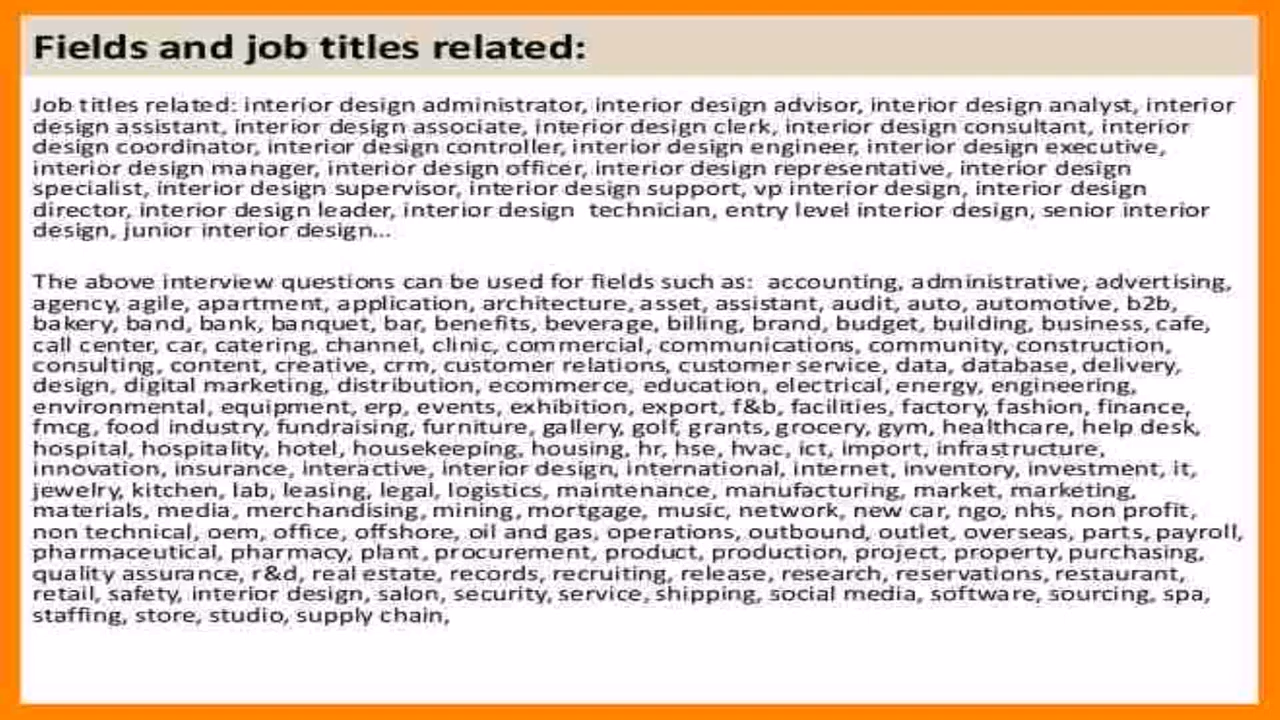 Fields and job titles related:
Job titles related: interior design administrator, interior design advisor, interior design analyst, interior
design assistant, interior design associate, interior design clerk, interior design consultant, interior
design coordinator, interior design controller, interior design engineer, interior design executive,
interior design manager, interior design officer, interior design representative, interior design
specialist, interior design supervisor, interior design support, vp interior design, interior design
director, interior design leader, interior design  technician, entry level interior design, senior interior
design, junior interior design...
The above interview questions can be used for fields such as:  accounting, administrative, advertising,
agency, agile, apartment, application, architecture, asset, assistant, audit, auto, automotive, b2b,
bakery, band, bank, banquet, bar, benefits, beverage, billing, brand, budget, building, business, cafe,
call center, car, catering, channel, clinic, commercial, communications, community, construction,
consulting, content, creative, crm, customer relations, customer service, data, database, delivery,
design, digital marketing, distribution, ecommerce, education, electrical, energy, engineering,
environmental, equipment, erp, events, exhibition, export, f&b, facilities, factory, fashion, finance,
fmcg, food industry, fundraising, furniture, gallery, golf, grants, grocery, gym, healthcare, help desk,
hospital, hospitality, hotel, housekeeping, housing, hr, hse, hvac, ict, import, infrastructure,
innovation, insurance, interactive, interior design, international, internet, inventory, investment, it,
jewelry, kitchen, lab, leasing, legal, logistics, maintenance, manufacturing, market, marketing,
materials, media, merchandising, mining, mortgage, music, network, new car, ngo, nhs, non profit,
non technical, oem, office, offshore, oil and gas, operations, outbound, outlet, overseas, parts, payroll,
pharmaceutical, pharmacy, plant, procurement, product, production, project, property, purchasing,
quality assurance, r&d, real estate, records, recruiting, release, research, reservations, restaurant,
retail, safety, interior design, salon, security, service, shipping, social media, software, sourcing, spa,
staffing, store, studio, supply chain,